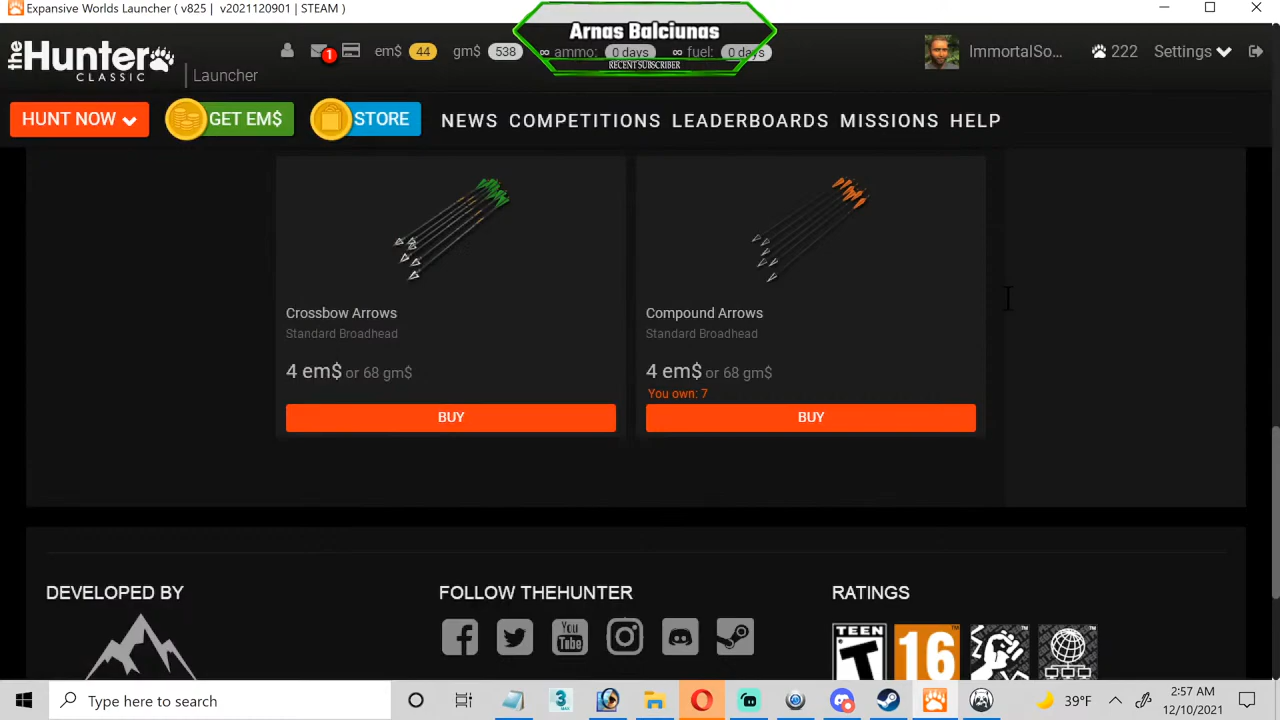 Expansive Worlds Launcher ( v825 | v2021120901 | STEAM )
Arnas Balciunas
RECENT SUBSCRIBER
theHunter
CLASSIC
Launcher
1
em$ 44 gm$ 538 ∞ ammo: 0 days ∞ fuel: 0 days
ImmortalSo... 222 Settings
HUNT NOW GET EM$ STORE NEWS COMPETITIONS LEADERBOARDS MISSIONS HELP
Crossbow Arrows
Standard Broadhead
4 em$ or 68 gm$
BUY
Compound Arrows
Standard Broadhead
4 em$ or 68 gm$
You own: 7
BUY
DEVELOPED BY
FOLLOW THEHUNTER
You
Tube
RATINGS
TEEN
T
16
Type here to search
3
39°F
2:57 AM
12/10/2021